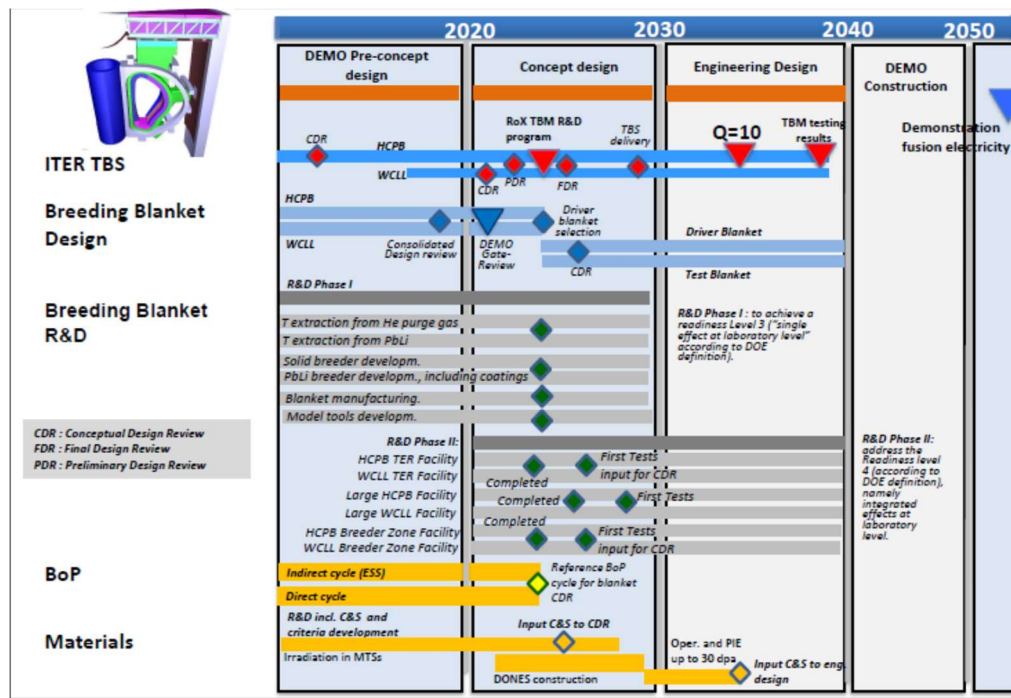 2020
2030
2040
2050
DEMO Pre-concept
design
Concept design
Engineering Design
DEMO
Construction
RoX TBM R&D
program
TBS
delivery
Q=10
TBM testing
results
Demonstration
fusion electricity
ITER TBS
CDR
HCPB
WCLL
CDR
PDR
FDR
Breeding Blanket
Design
HCPB
WCLL
Consolidated
Design review
DEMO
Gate-
Review
Driver
blanket
selection
CDR
Driver Blanket
Test Blanket
Breeding Blanket
R&D
R&D Phase I
T extraction from He purge gas
T extraction from PbLi
Solid breeder developm.
PbLi breeder developm., including coatings
Blanket manufacturing.
Model tools developm.
R&D Phase I : to achieve a
readiness Level 3 ("single
effect at laboratory level"
according to DOE
definition).
CDR : Conceptual Design Review
FDR : Final Design Review
PDR : Preliminary Design Review
R&D Phase II:
HCPB TER Facility
WCLL TER Facility
Large HCPB Facility
Large WCLL Facility
HCPB Breeder Zone Facility
WCLL Breeder Zone Facility
First Tests
input for CDR
Completed
Completed
First Tests
Completed
First Tests
input for CDR
R&D Phase II:
address the
Readiness level
4 (according to
DOE definition),
namely
integrated
effects at
laboratory
level.
BoP
Indirect cycle (ESS)
Direct cycle
Reference BoP
cycle for blanket
CDR
Materials
R&D incl. C&S and
criteria development
Irradiation in MTSs
Input C&S to CDR
DONES construction
Oper. and PIE
up to 30 dpa
Input C&S to eng.
design